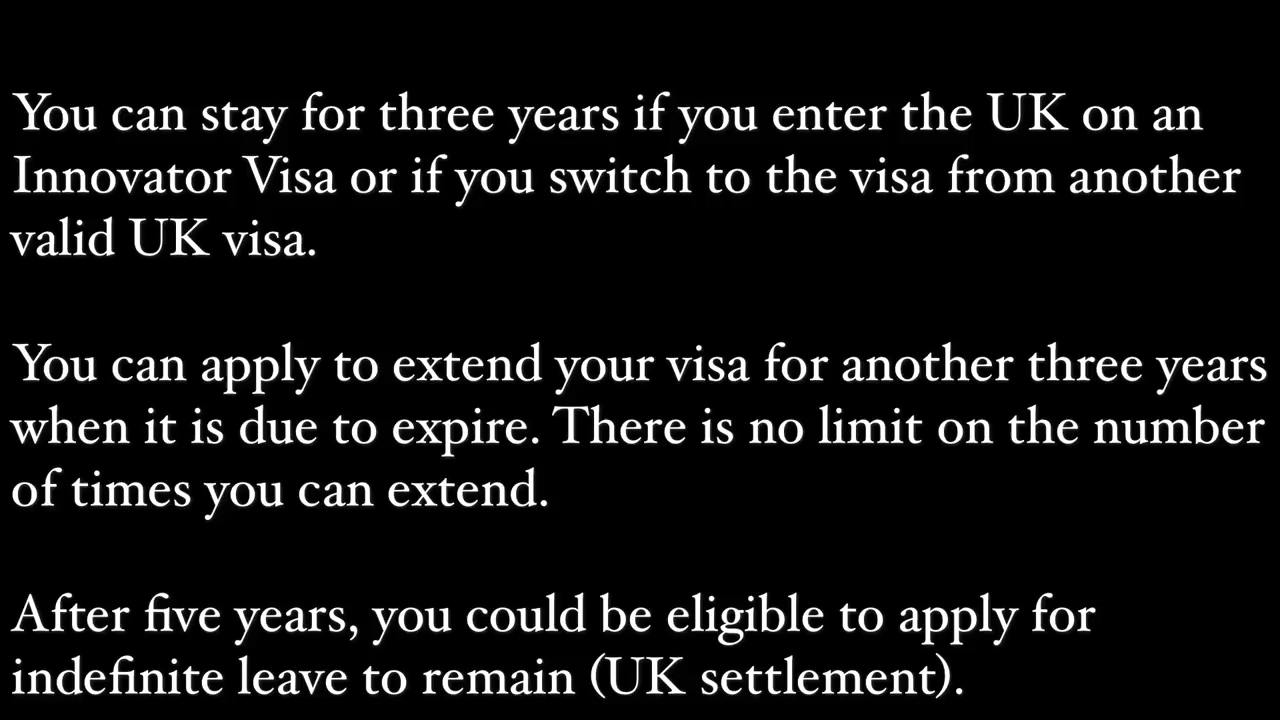 You can stay for three years if you enter the UK on an
Innovator Visa or if you switch to the visa from another
valid UK visa.
You can apply to extend your visa for another three years
when it is due to expire. There is no limit on the number
of times you can extend.
After five years, you could be eligible to apply for
indefinite leave to remain (UK settlement).